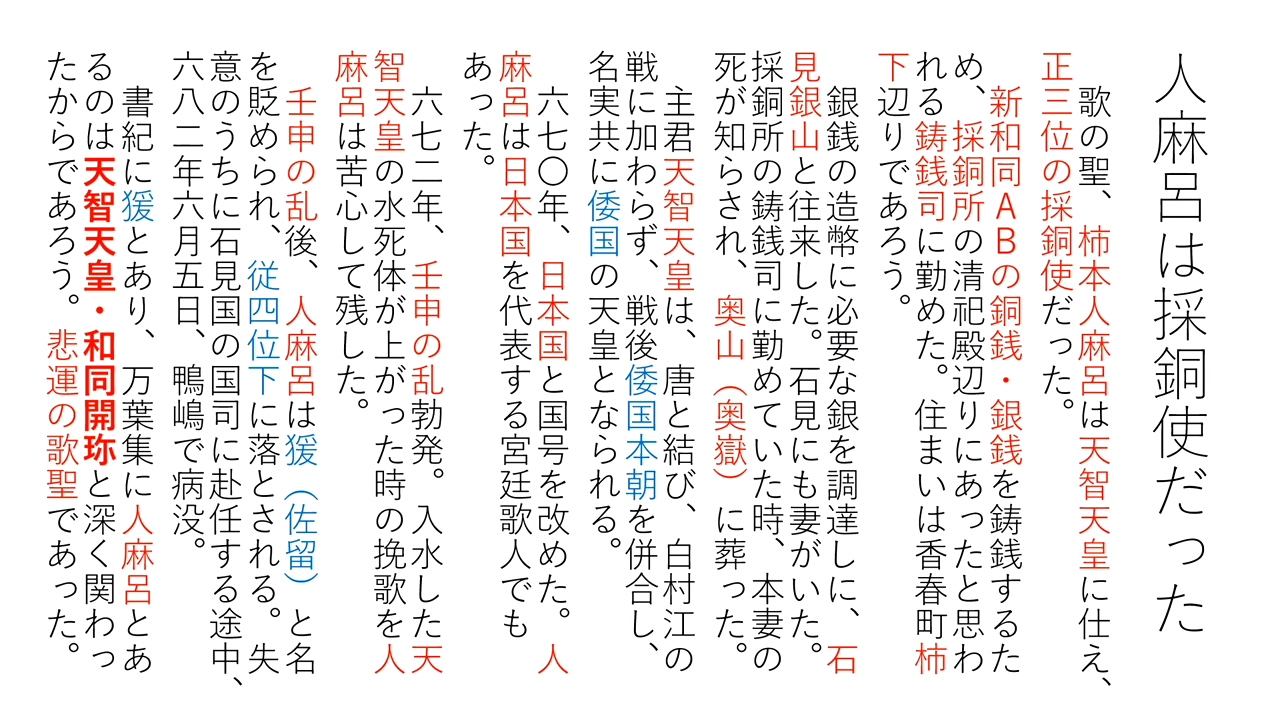 人麻呂は採銅使だった
歌の聖、柿本人麻呂は天智天皇に仕え、
正三位の採銅使だった。
新和同ＡＢの銅銭・銀銭を鋳銭するた
め、採銅所の清祀殿辺りにあったと思わ
れる鋳銭司に勤めた。住まいは香春町柿
下辺りであろう。
銀銭の造幣に必要な銀を調達しに、石
見銀山と往来した。石見にも妻がいた。
採銅所の鋳銭司に勤めていた時、本妻の
死が知らされ、奥山（奥嶽）に葬った。
主君天智天皇は、唐と結び、白村江の
戦に加わらず、戦後倭国本朝を併合し、
名実共に倭国の天皇となられる。
六七〇年、日本国と国号を改めた。人
麻呂は日本国を代表する宮廷歌人でも
あった。
六七二年、壬申の乱勃発。入水した天
智天皇の水死体が上がった時の挽歌を人
麻呂は苦心して残した。
壬申の乱後、人麻呂は猨（佐留）と名
を貶められ、従四位下に落とされる。失
意のうちに石見国の国司に赴任する途中、
六八二年六月五日、鴨嶋で病没。
書紀に猨とあり、万葉集に人麻呂とあ
るのは天智天皇・和同開珎と深く関わっ
たからであろう。悲運の歌聖であった。